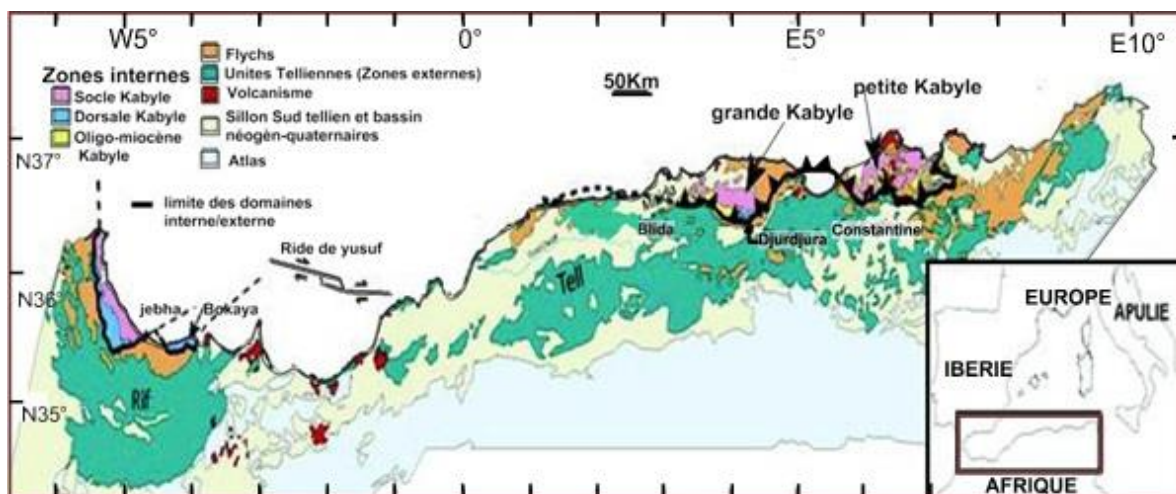 W5°
0°
E5°
E10°
Flychs
Zones internes
Unites Telliennes (Zones externes)
Socle Kabyle
Volcanisme
Dorsale Kabyle
Sillon Sud tellien et bassin
néogèn-quaternaires
Oligo-miocène
Kabyle
Atlas
50Km
petite Kabyle
grande Kabyle
N37°
limite des domaines
interne/externe
Ride de yusuf
Blida
Djurdjura
Constantine
N36°
jebha
Bokaya
Tell
Rif
N35°
EUROPE
APULIE
IBERIE
AFRIQUE